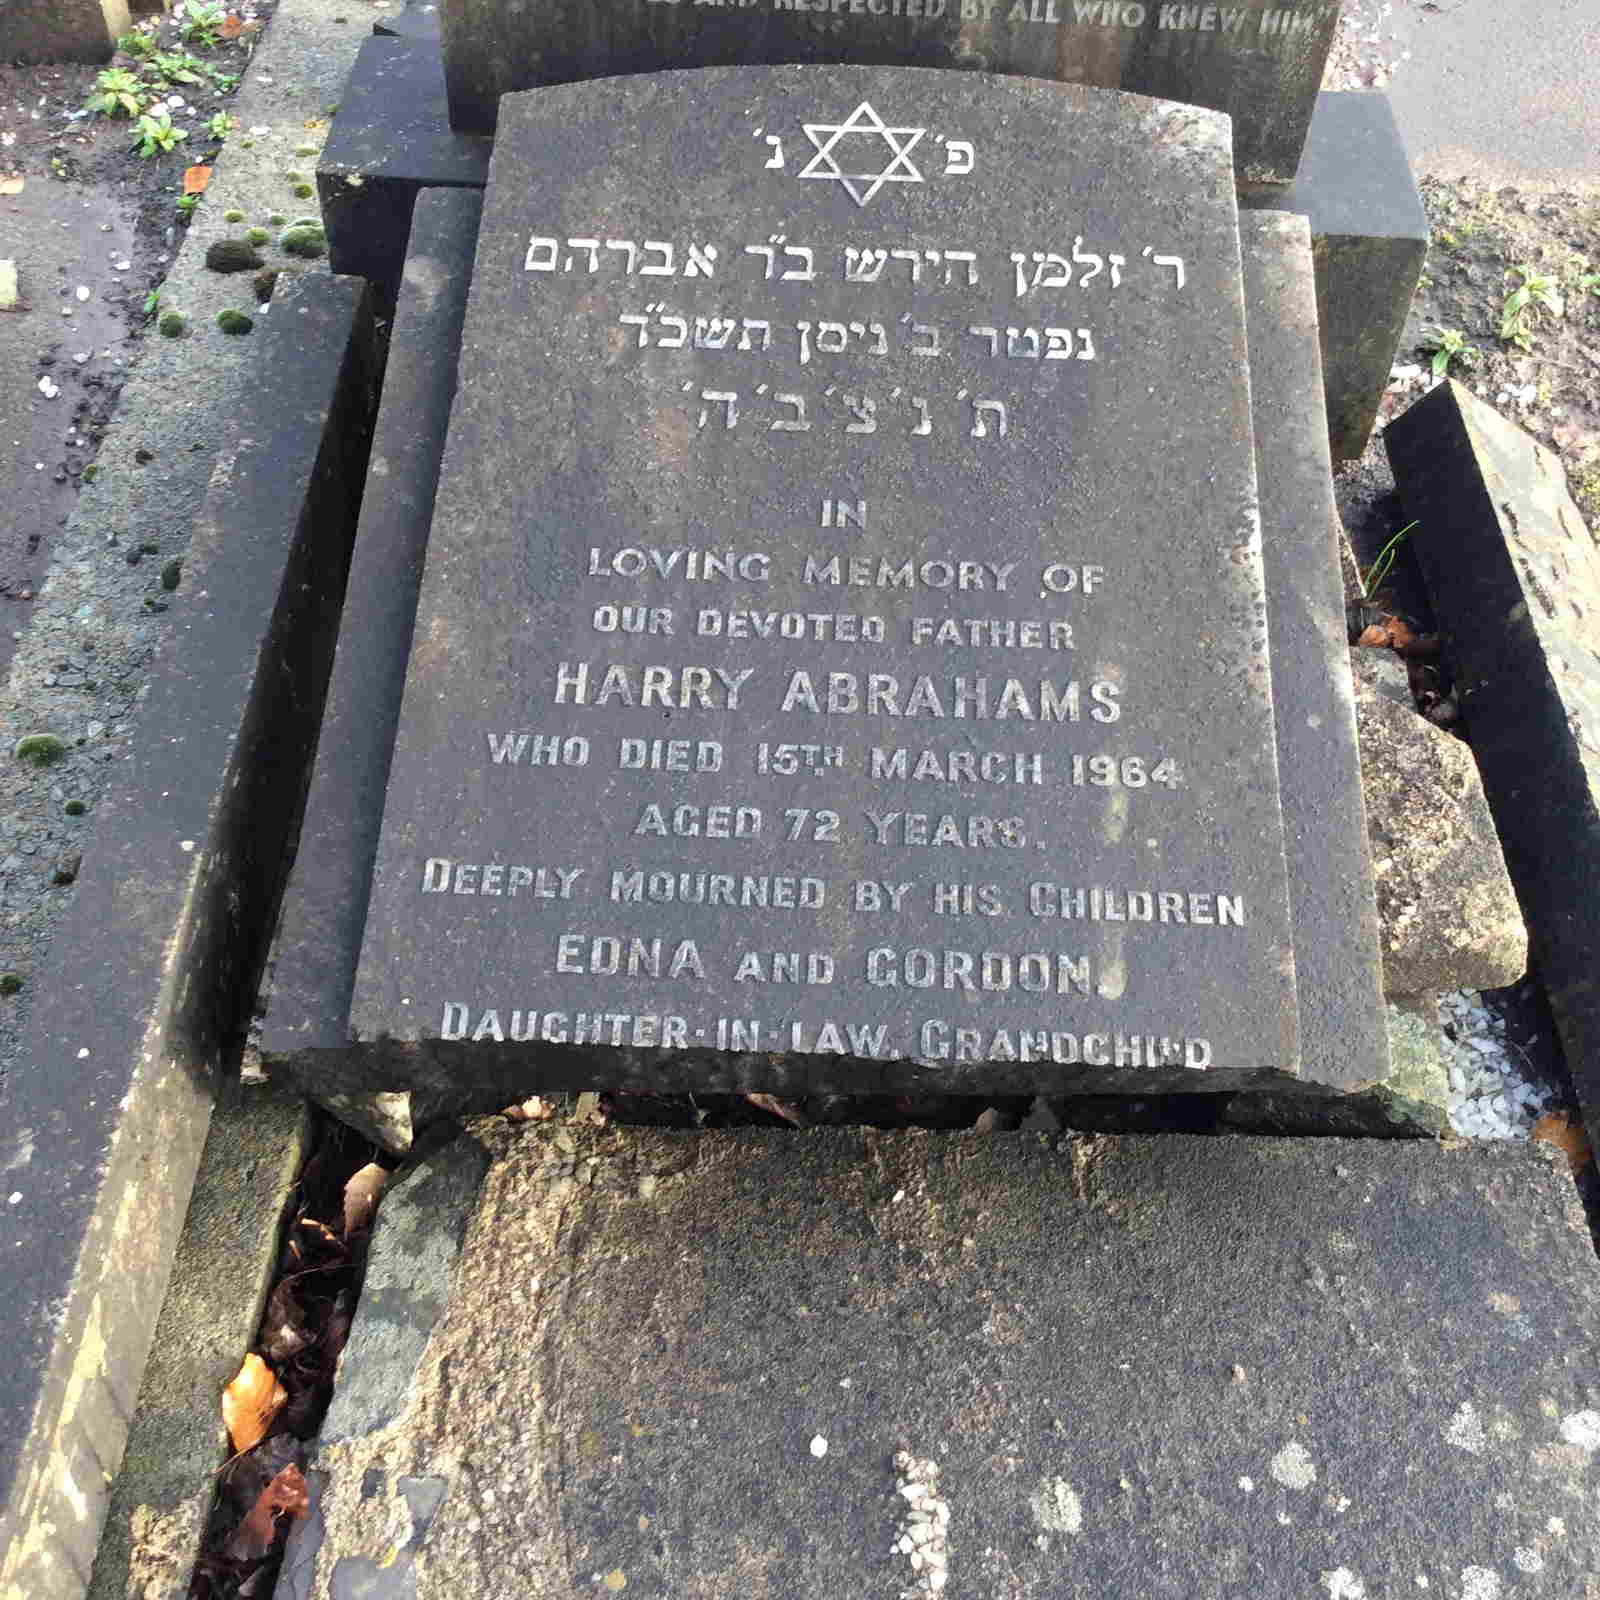 AND RESPECTED BY ALL WHO KNEW HIM"
פ׳ נ׳
ר׳ זלמן הירש ב״ר אברהם
נפטר ב׳ ניסן תשכ״ד
ת׳ נ׳ צ׳ ב׳ ה׳
IN
LOVING MEMORY OF
OUR DEVOTED FATHER
HARRY ABRAHAMS
WHO DIED 15TH MARCH 1964
AGED 72 YEARS.
DEEPLY MOURNED BY HIS CHILDREN
EDNA AND GORDON.
DAUGHTER-IN-LAW, GRANDCHILD